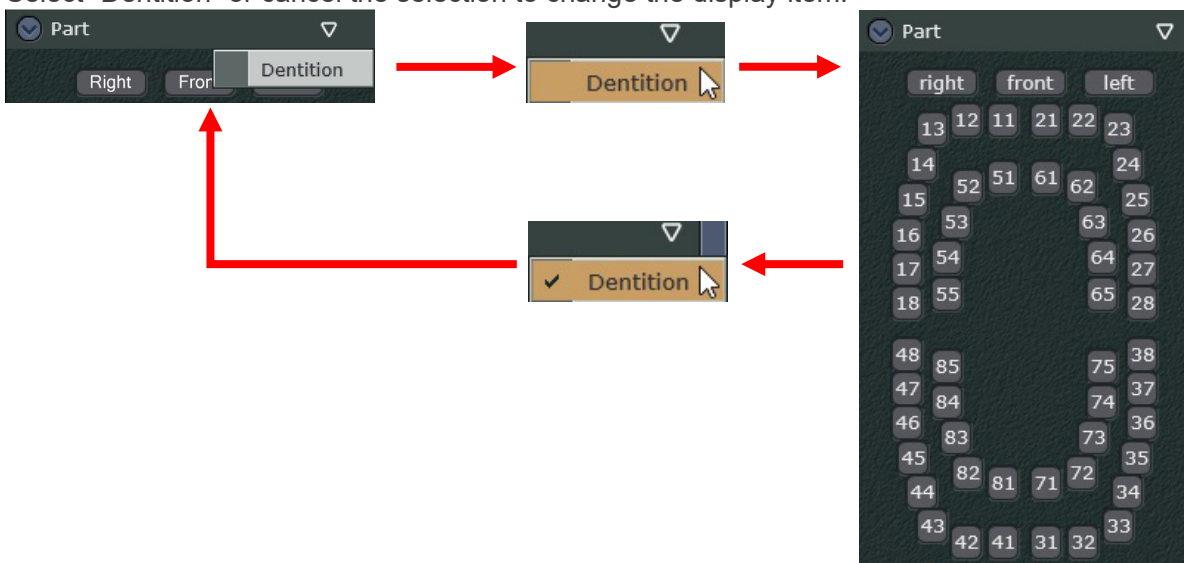 Select "Dentition" or cancel the selection to change the display item.
Part
Dentition
Right Fron
Dentition
Dentition
Part
right front left
13 12 11 21 22 23
14 24
52 51 61 62
15 25
53 63
16 26
54 64
17 27
55 65
18 28
48 38
85 75
47 37
84 74
46 36
83 73
45 35
82 81 71 72
44 34
43 33
42 41 31 32